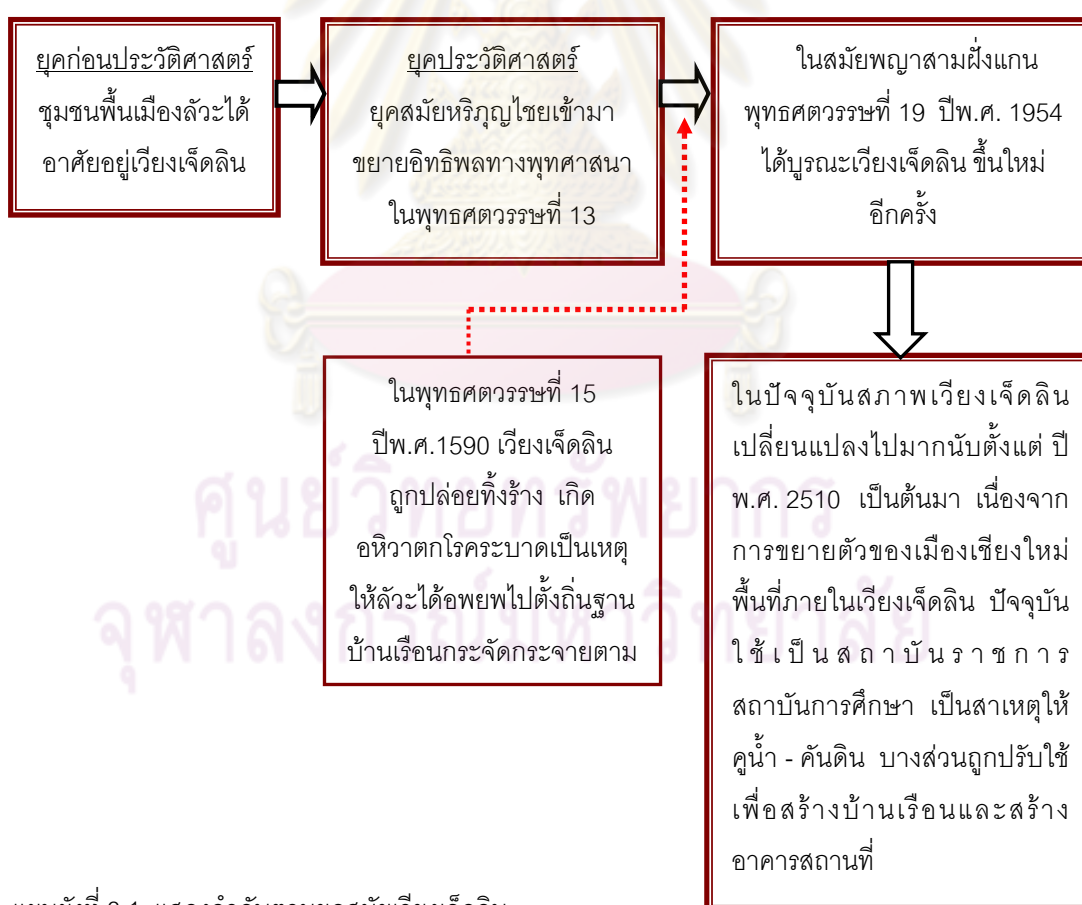 ยุคก่อนประวัติศาสตร์
ชุมชนพื้นเมืองลัวะได้
อาศัยอยู่เวียงเจ็ดลิน
ยุคประวัติศาสตร์
ยุคสมัยหริภุญไชยเข้ามา
ขยายอิทธิพลทางพุทศาสนา
ในพุทธศตวรรษที่ 13
ในสมัยพญาสามฝั่งแกน
พุทธศตวรรษที่ 19 ปีพ.ศ. 1954
ได้บูรณะเวียงเจ็ดลิน ขึ้นใหม่
อีกครั้ง
ในพุทธศตวรรษที่ 15
ปีพ.ศ.1590 เวียงเจ็ดลิน
ถูกปล่อยทิ้งร้าง เกิด
อหิวาตกโรคระบาดเป็นเหตุ
ให้ลัวะได้อพยพไปตั้งถิ่นฐาน
บ้านเรือนกระจัดกระจายตาม
ในปัจจุบันสภาพเวียงเจ็ดลิน
เปลี่ยนแปลงไปมากนับตั้งแต่ ปี
พ.ศ. 2510 เป็นต้นมา เนื่องจาก
การขยายตัวของเมืองเชียงใหม่
พื้นที่ภายในเวียงเจ็ดลิน ปัจจุบัน
ใช้เป็นสถาบันราชการ
สถาบันการศึกษา เป็นสาเหตุให้
คูน้ำ - คันดิน บางส่วนถูกปรับใช้
เพื่อสร้างบ้านเรือนและสร้าง
อาคารสถานที่
ศูนย์วิทยทรัพยากร
จุฬาลงกรณ์มหาวิทยาลัย